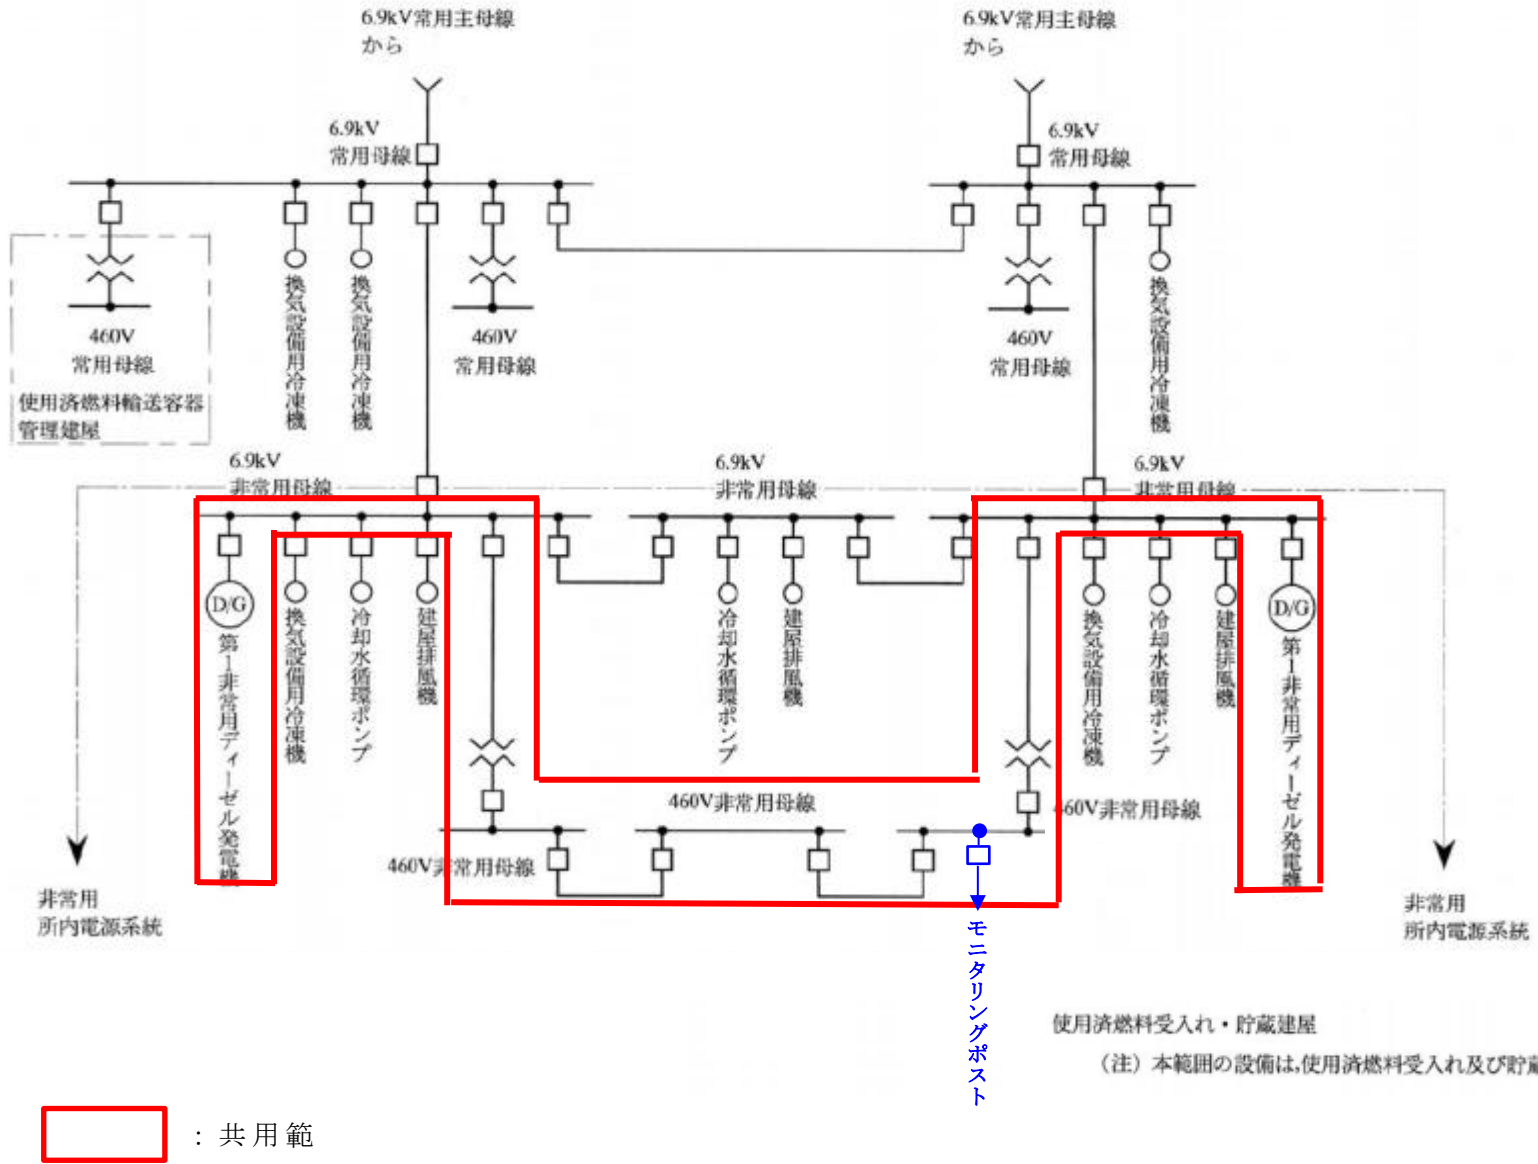 6.9kV常用主母線
から
6.9kV常用主母線
から
6.9kV
常用母線
6.9kV
常用母線
460V
常用母線
使用済燃料輸送容器
管理建屋
換気設備用冷凍機
換気設備用冷凍機
460V
常用母線
460V
常用母線
換気設備用冷凍機
6.9kV
非常用母線
6.9kV
非常用母線
6.9kV
非常用母線
D/G
第1非常用ディーゼル発電機
換気設備用冷凍機
冷却水循環ポンプ
建屋排風機
冷却水循環ポンプ
建屋排風機
換気設備用冷凍機
冷却水循環ポンプ
建屋排風機
D/G
第1非常用ディーゼル発電機
460V非常用母線
460V非常用母線
460V非常用母線
非常用
所内電源系統
非常用
所内電源系統
モニタリングポスト
使用済燃料受入れ・貯蔵建屋
（注）本範囲の設備は,使用済燃料受入れ及び貯蔵
：共用範